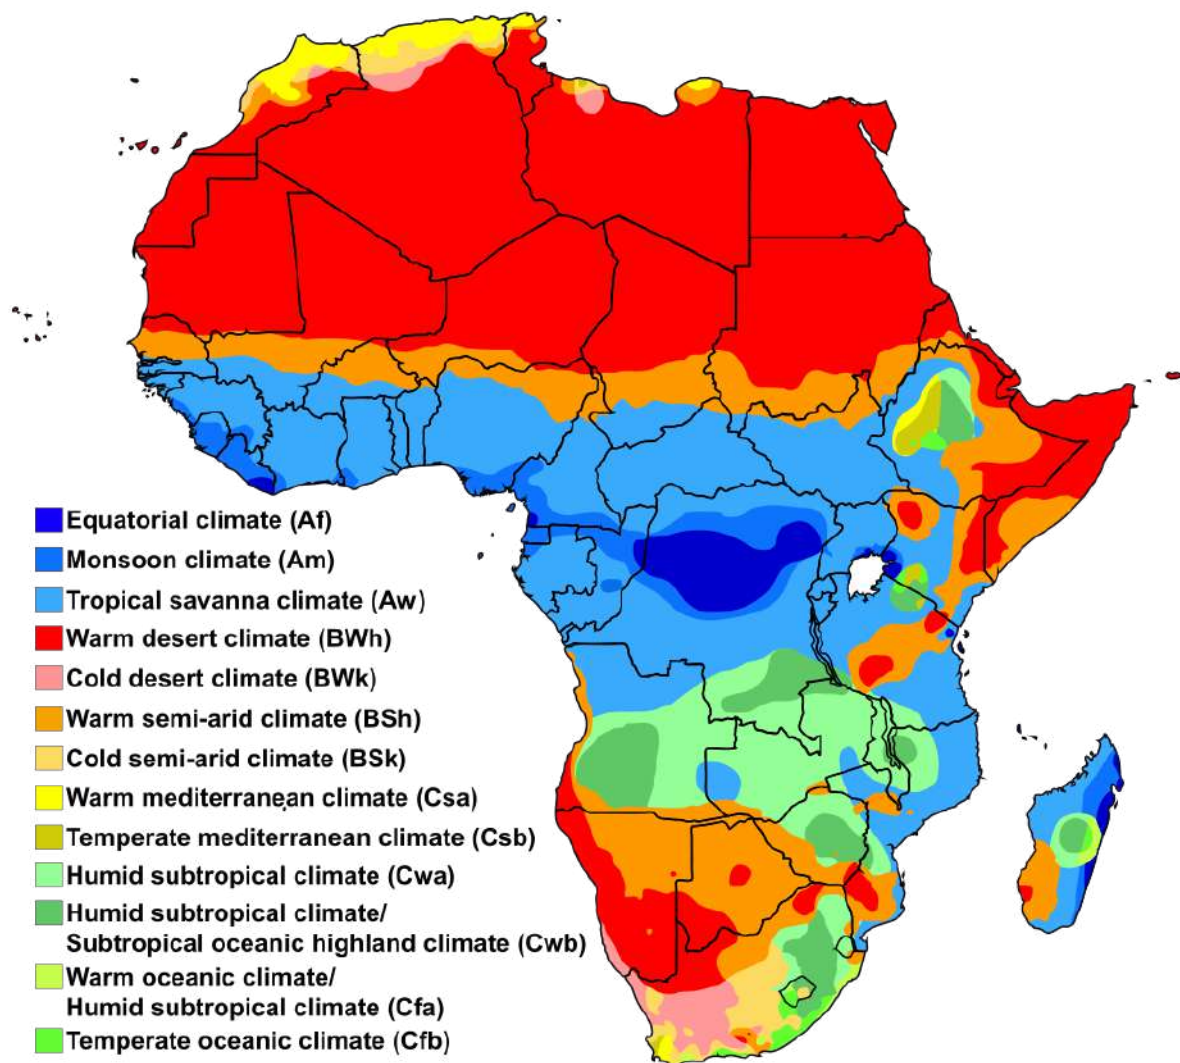 Equatorial climate (Af)
Monsoon climate (Am)
Tropical savanna climate (Aw)
Warm desert climate (BWh)
Cold desert climate (BWk)
Warm semi-arid climate (BSh)
Cold semi-arid climate (BSk)
Warm mediterranean climate (Csa)
Temperate mediterranean climate (Csb)
Humid subtropical climate (Cwa)
Humid subtropical climate/
Subtropical oceanic highland climate (Cwb)
Warm oceanic climate/
Humid subtropical climate (Cfa)
Temperate oceanic climate (Cfb)